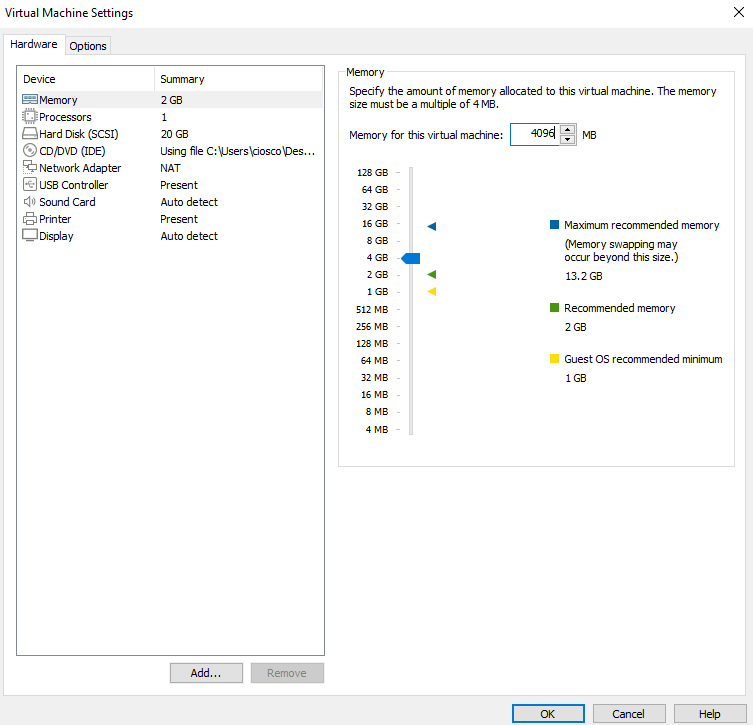 Virtual Machine Settings
Hardware
Options
Device Summary
Memory 2 GB
Processors 1
Hard Disk (SCSI) 20 GB
CD/DVD (IDE) Using file C:\Users\ciosco\Des...
Network Adapter NAT
USB Controller Present
Sound Card Auto detect
Printer Present
Display Auto detect
Add...
Remove
Memory
Specify the amount of memory allocated to this virtual machine. The memory
size must be a multiple of 4 MB.
Memory for this virtual machine: 4096 MB
128 GB
64 GB
32 GB
16 GB
8 GB
4 GB
2 GB
1 GB
512 MB
256 MB
128 MB
64 MB
32 MB
16 MB
8 MB
4 MB
Maximum recommended memory
(Memory swapping may
occur beyond this size.)
13.2 GB
Recommended memory
2 GB
Guest OS recommended minimum
1 GB
OK
Cancel
Help